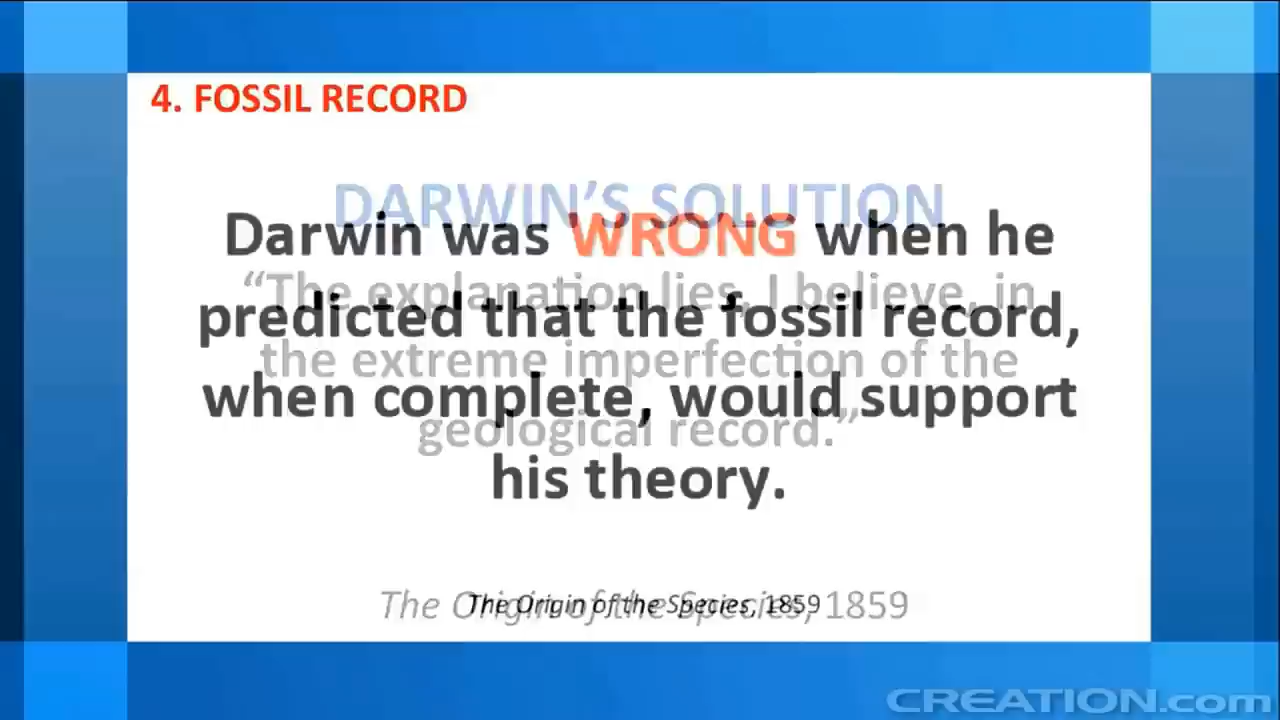 4. FOSSIL RECORD
DARWIN'S SOLUTION
Darwin was WRONG when he
"The explanation lies, I believe, in
predicted that the fossil record,
the extreme imperfection of the
when complete, would support
geological record."
his theory.
The Origin of the Species, 1859
The Origin of the Species, 1859
CREATION.com